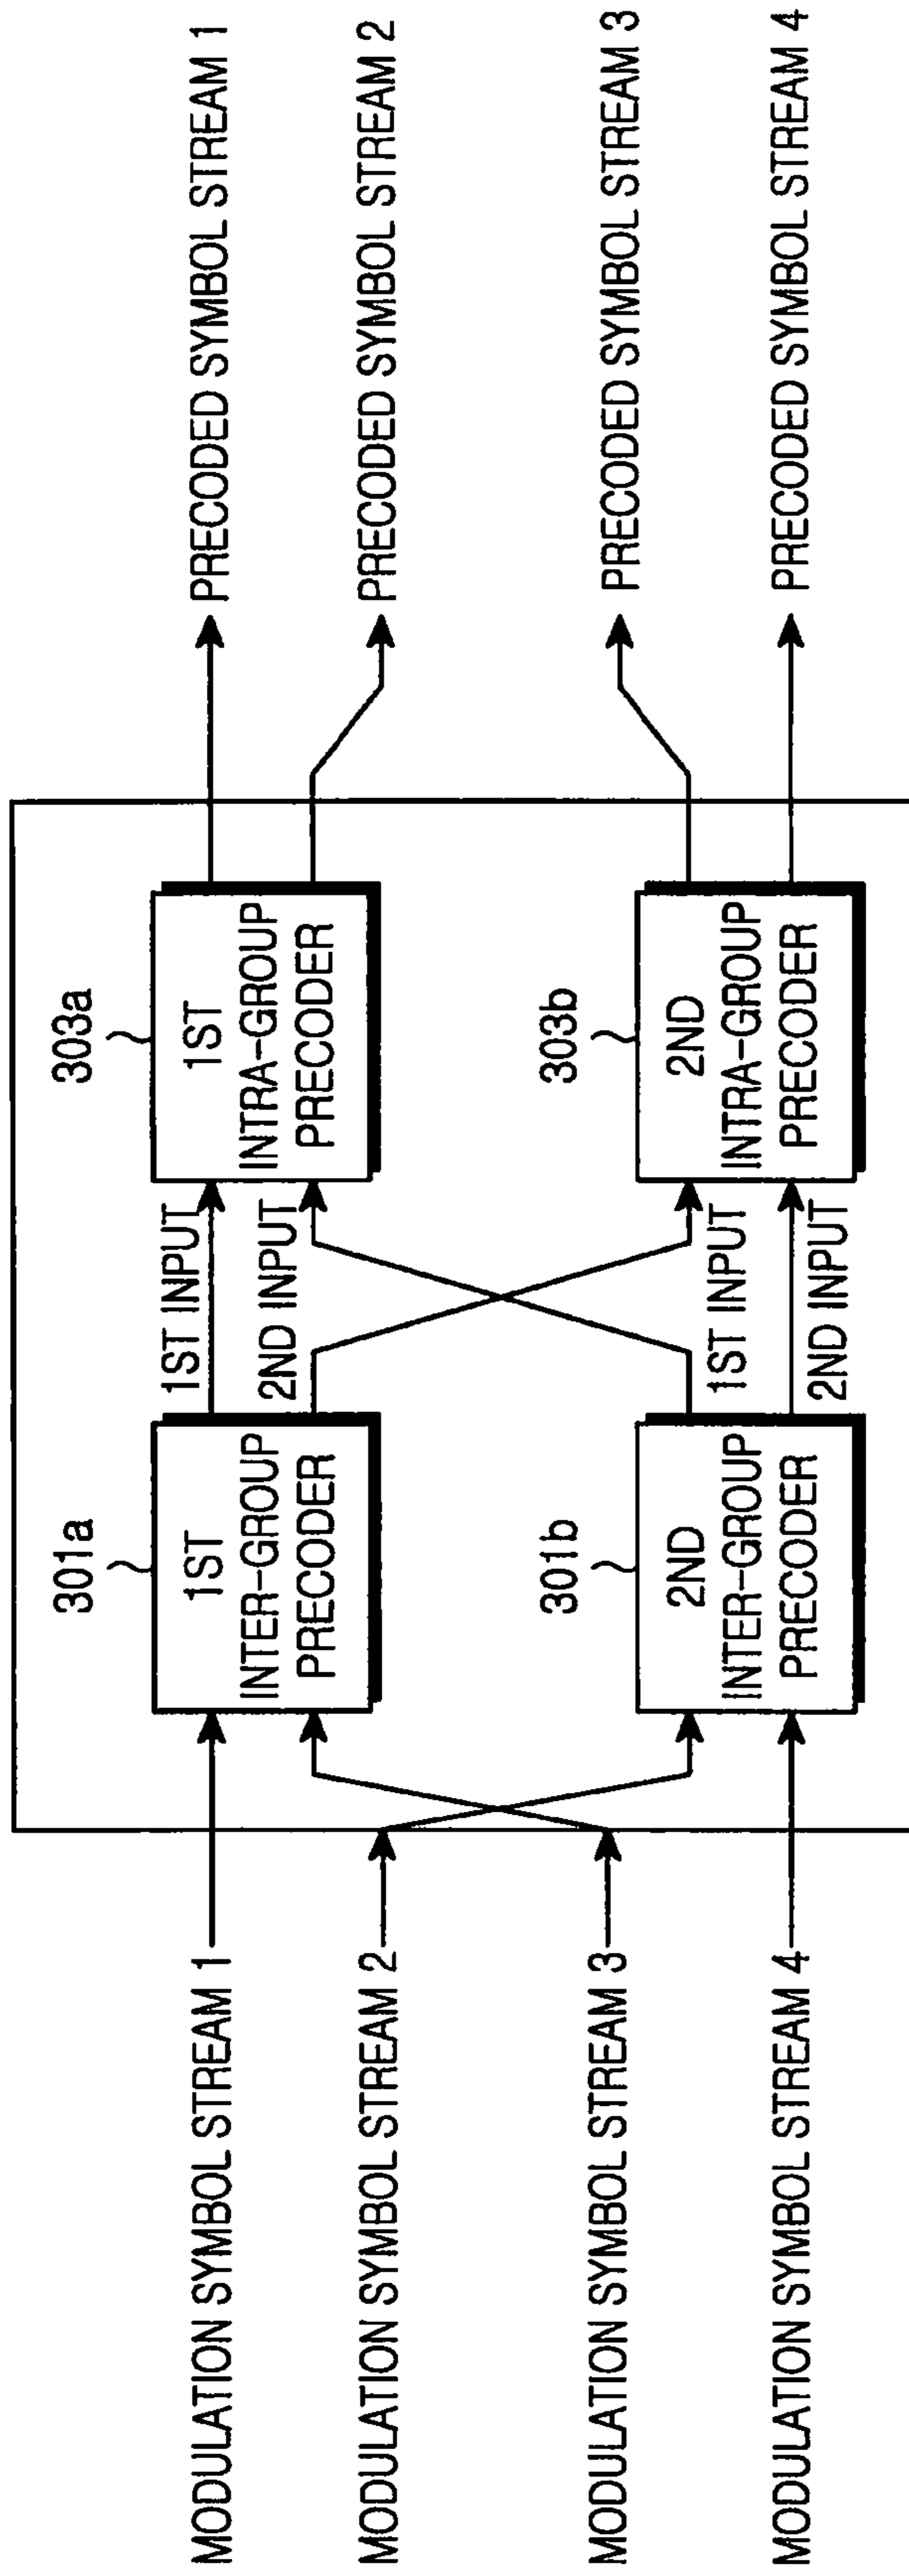 MODULATION SYMBOL STREAM 1
MODULATION SYMBOL STREAM 2
MODULATION SYMBOL STREAM 3
MODULATION SYMBOL STREAM 4
301a
1ST
INTER-GROUP
PRECODER
301b
2ND
INTER-GROUP
PRECODER
1ST INPUT
2ND INPUT
1ST INPUT
2ND INPUT
303a
1ST
INTRA-GROUP
PRECODER
303b
2ND
INTRA-GROUP
PRECODER
PRECODED SYMBOL STREAM 1
PRECODED SYMBOL STREAM 2
PRECODED SYMBOL STREAM 3
PRECODED SYMBOL STREAM 4